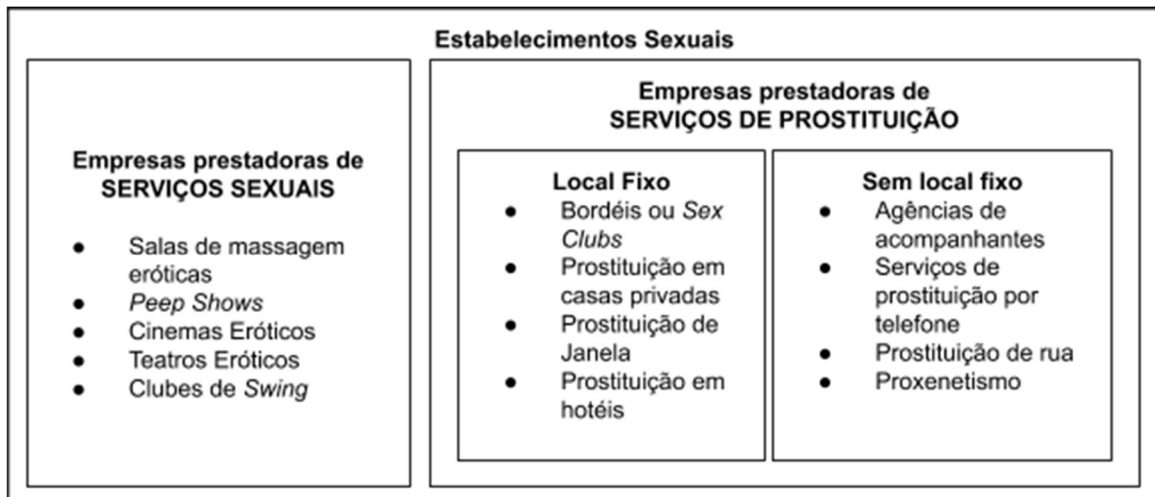 Estabelecimentos Sexuais
Empresas prestadoras de
SERVIÇOS SEXUAIS
● Salas de massagem
eróticas
● Peep Shows
● Cinemas Eróticos
● Teatros Eróticos
● Clubes de Swing
Empresas prestadoras de
SERVIÇOS DE PROSTITUIÇÃO
Local Fixo
● Bordéis ou Sex
Clubs
● Prostituição em
casas privadas
● Prostituição de
Janela
● Prostituição em
hotéis
Sem local fixo
● Agências de
acompanhantes
● Serviços de
prostituição por
telefone
● Prostituição de rua
● Proxenetismo